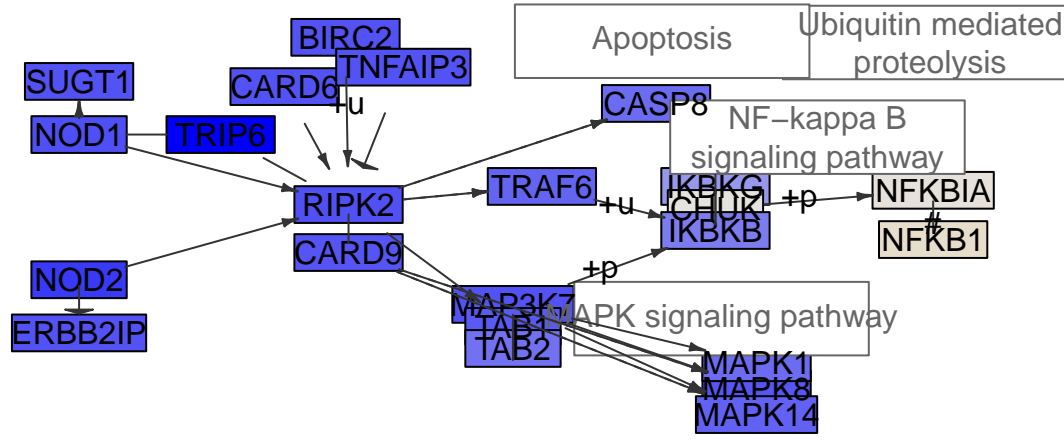 Apoptosis
Ubiquitin mediated
proteolysis
BIRC2
TNFAIP3
CARD6
+u
SUGT1
NOD1
TRIP6
CASP8
NF−kappa B
signaling pathway
RIPK2
TRAF6
+u
IKBKG
CHUK
IKBKB
+p
NFKBIA
#
NFKB1
CARD9
+p
NOD2
ERBB2IP
MAP3K7
TAB1
TAB2
MAPK signaling pathway
MAPK1
MAPK8
MAPK14